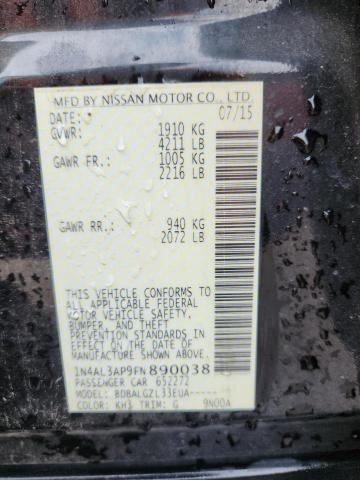 MFD BY NISSAN MOTOR CO., LTD.
DATE: 07/15
GVWR: 1910 KG
4211 LB
GAWR FR.: 1005 KG
2216 LB
GAWR RR.: 940 KG
2072 LB
THIS VEHICLE CONFORMS TO
ALL APPLICABLE FEDERAL
MOTOR VEHICLE SAFETY,
BUMPER, AND THEFT
PREVENTION STANDARDS IN
EFFECT ON THE DATE OF
MANUFACTURE SHOWN ABOVE.
1N4AL3AP9FN890038
PASSENGER CAR 652272
MODEL: BDBALGZL33EUA-----
COLOR: KH3 TRIM: G 9N00A